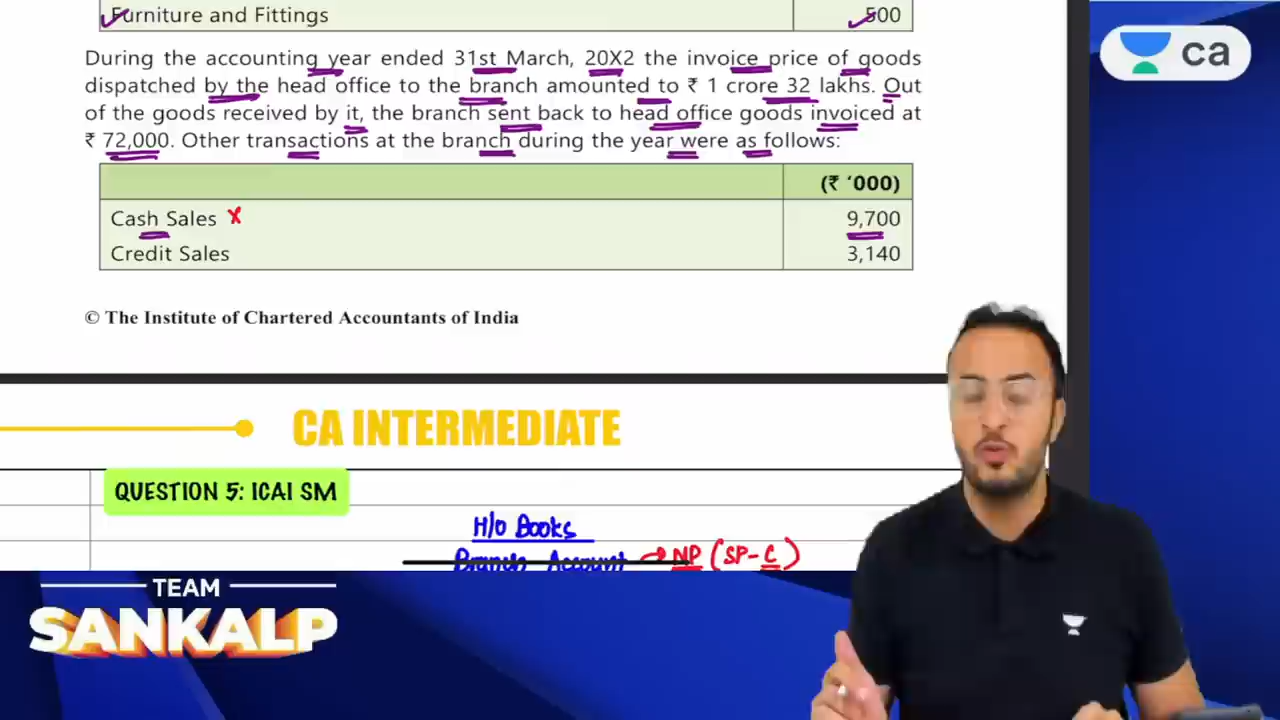 Furniture and Fittings 500
ca
During the accounting year ended 31st March, 20X2 the invoice price of goods
dispatched by the head office to the branch amounted to ₹ 1 crore 32 lakhs. Out
of the goods received by it, the branch sent back to head office goods invoiced at
₹ 72,000. Other transactions at the branch during the year were as follows:
(₹ ‘000)
Cash Sales x 9,700
Credit Sales 3,140
© The Institute of Chartered Accountants of India
CA INTERMEDIATE
QUESTION 5: ICAI SM
H/o Books
Branch Account → NP (SP-C)
TEAM
SANKALP